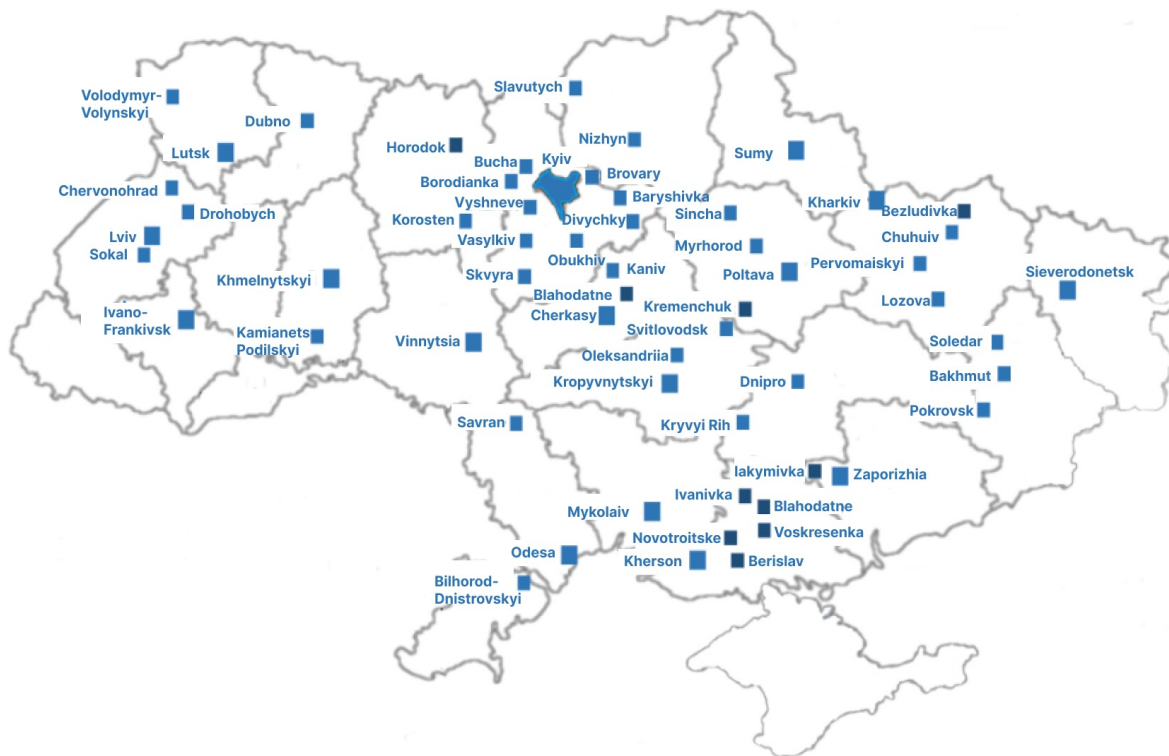 Slavutych
Volodymyr-
Volynskyi
Dubno
Nizhyn
Horodok
Lutsk
Sumy
Bucha
Kyiv
Brovary
Borodianka
Chervonohrad
Baryshivka
Vyshneve
Kharkiv
Drohobych
Sincha
Bezludivka
Korosten
Divychky
Lviv
Chuhuiv
Vasylkiv
Myrhorod
Sokal
Obukhiv
Pervomaiskyi
Kaniv
Poltava
Sieverodonetsk
Skvyra
Khmelnytskyi
Blahodatne
Lozova
Kremenchuk
Ivano-
Frankivsk
Cherkasy
Svitlovodsk
Kamianets
Podilskyi
Vinnytsia
Soledar
Oleksandriia
Bakhmut
Kropyvnytskyi
Dnipro
Pokrovsk
Savran
Kryvyi Rih
Iakymivka
Zaporizhia
Ivanivka
Blahodatne
Mykolaiv
Voskresenka
Novotroitske
Odesa
Kherson
Berislav
Bilhorod-
Dnistrovskyi